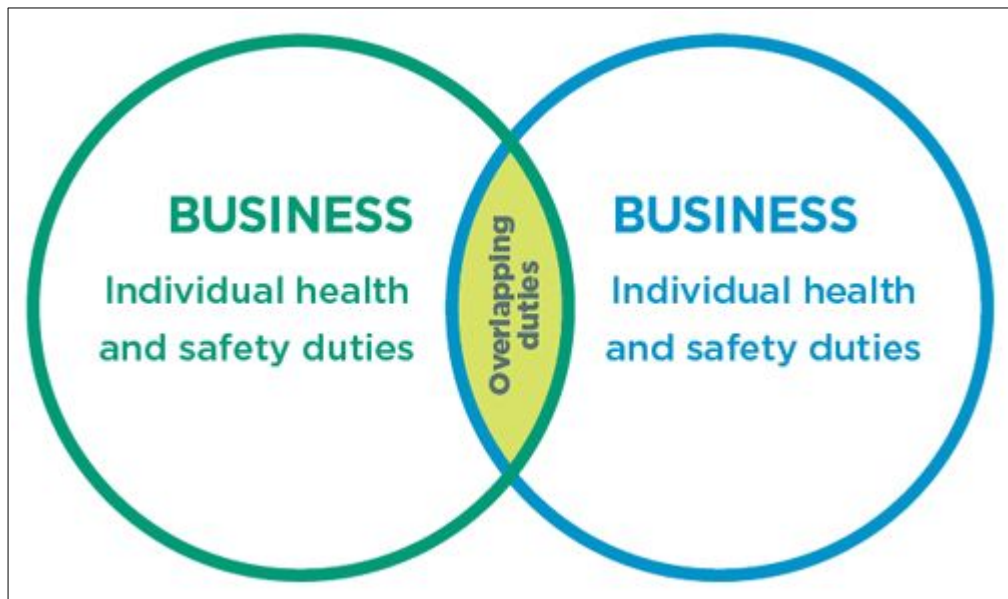 BUSINESS
Individual health
and safety duties
Overlapping
duties
BUSINESS
Individual health
and safety duties